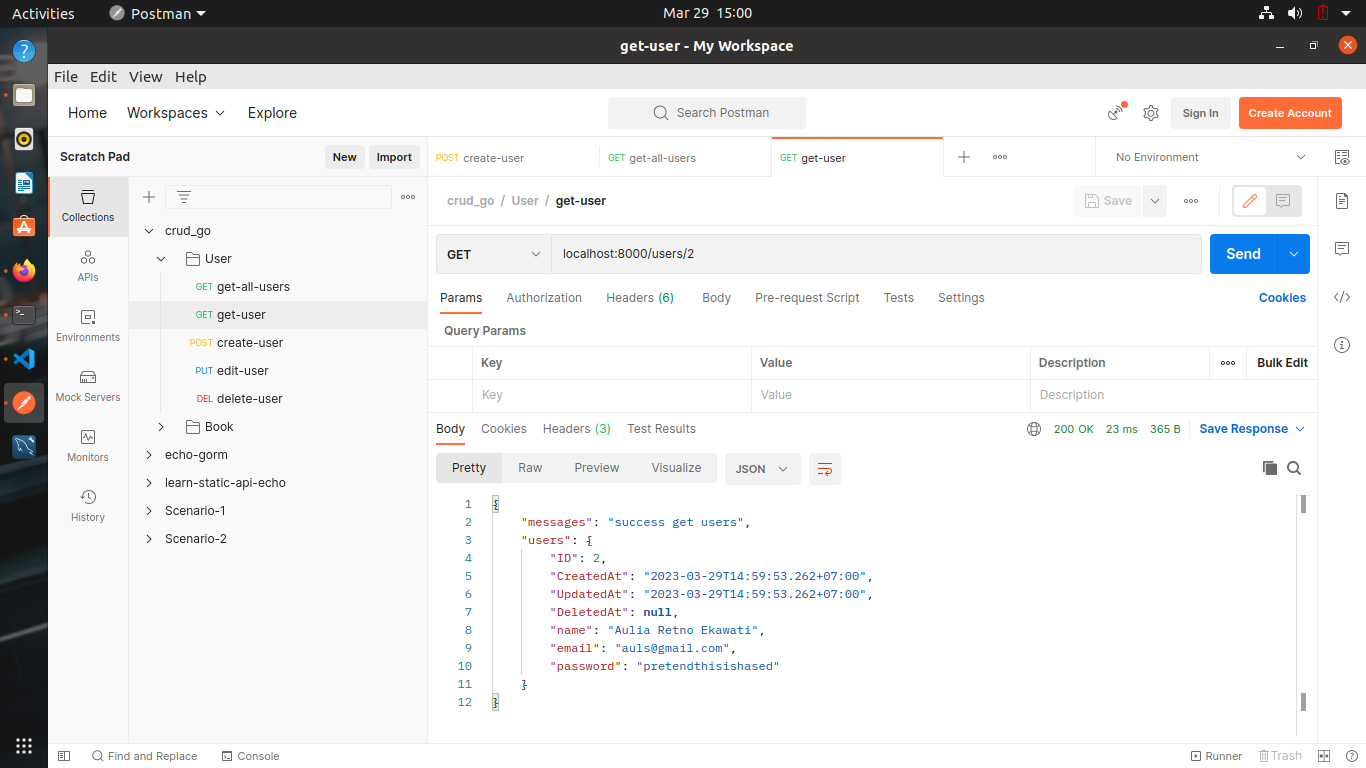 Activities Postman Mar 29 15:00
get-user - My Workspace
File Edit View Help
Home Workspaces Explore Search Postman Sign In Create Account
Scratch Pad New Import POST create-user GET get-all-users GET get-user No Environment
Collections
APIs
Environments
Mock Servers
Monitors
History
crud_go
User
GET get-all-users
GET get-user
POST create-user
PUT edit-user
DEL delete-user
Book
echo-gorm
learn-static-api-echo
Scenario-1
Scenario-2
crud_go / User / get-user Save
GET localhost:8000/users/2 Send
Params Authorization Headers (6) Body Pre-request Script Tests Settings Cookies
Query Params
Key Value Description Bulk Edit
Key Value Description
Body Cookies Headers (3) Test Results 200 OK 23 ms 365 B Save Response
Pretty Raw Preview Visualize JSON
1 {
2 "messages": "success get users",
3 "users": {
4 "ID": 2,
5 "CreatedAt": "2023-03-29T14:59:53.262+07:00",
6 "UpdatedAt": "2023-03-29T14:59:53.262+07:00",
7 "DeletedAt": null,
8 "name": "Aulia Retno Ekawati",
9 "email": "auls@gmail.com",
10 "password": "pretendthisishased"
11 }
12 }
Find and Replace Console Runner Trash